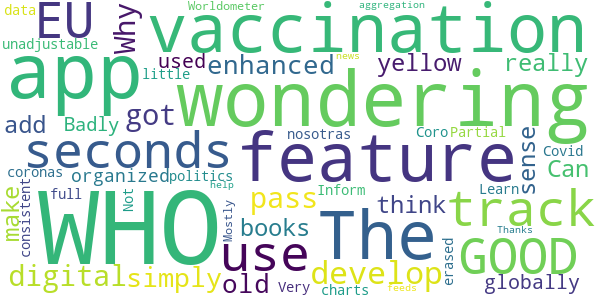 data Worldometer aggregation
EU Why vaccination
unadjustable news
app used enhanced yellow really
little
wondering
add Badly got nosotras Coro Partial Covid
seconds feature sense Can
coronas organized politics help Inform Learn
make consistent full Not pass think track
WHO use The books GOOD
Mostly erased Thanks
digital simply old Very charts develop feeds globally